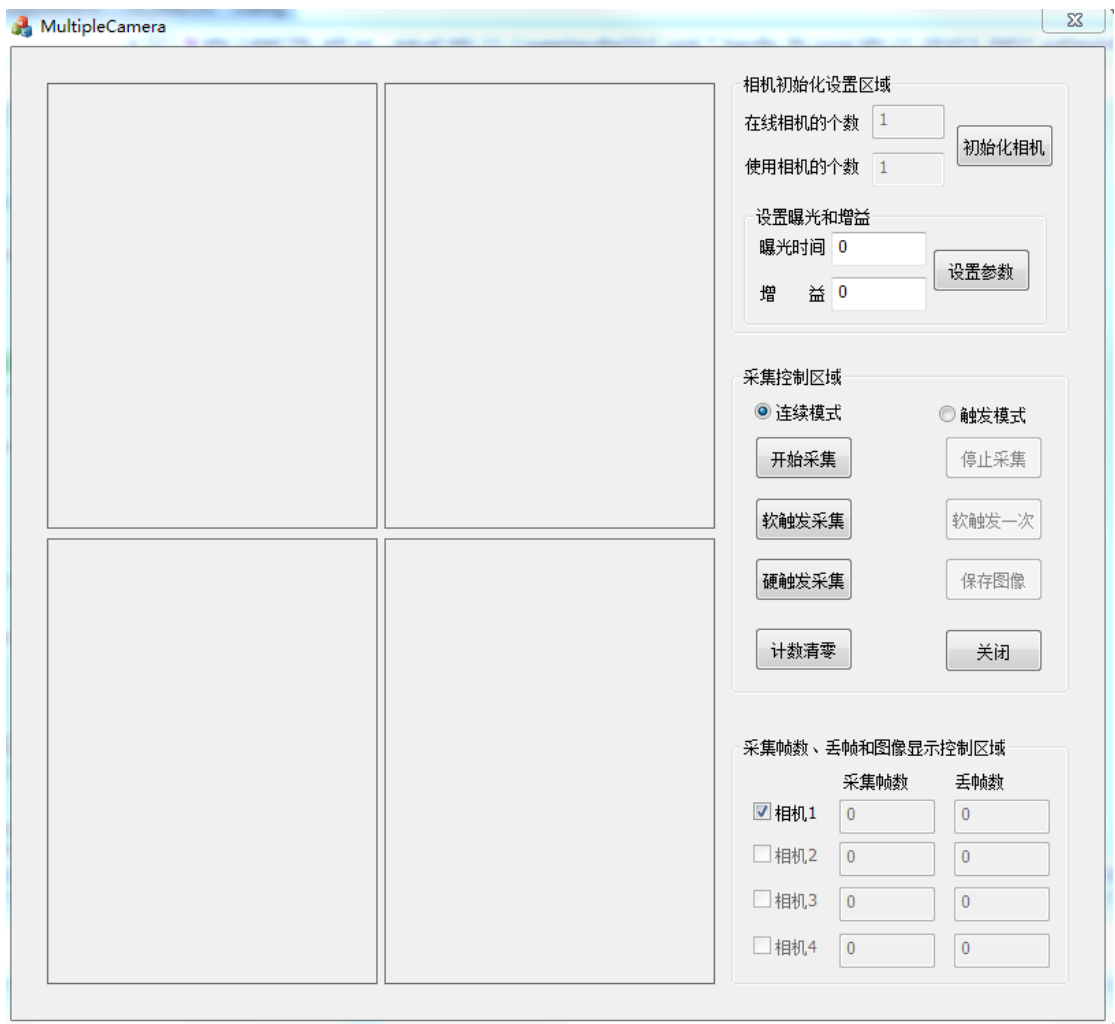 MultipleCamera
相机初始化设置区域
在线相机的个数 1
初始化相机
使用相机的个数 1
设置曝光和增益
曝光时间 0
设置参数
增 益 0
采集控制区域
连续模式 触发模式
开始采集 停止采集
软触发采集 软触发一次
硬触发采集 保存图像
计数清零 关闭
采集帧数、丢帧和图像显示控制区域
采集帧数 丢帧数
相机1 0 0
相机2 0 0
相机3 0 0
相机4 0 0